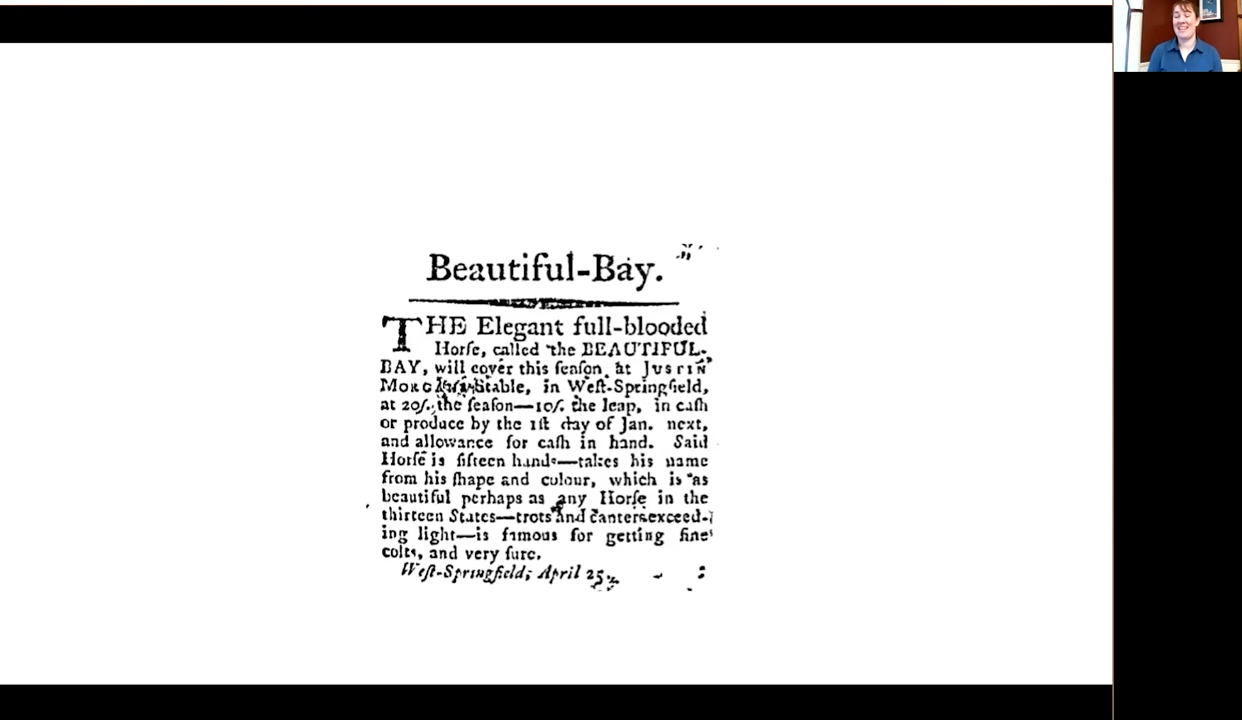 Beautiful-Bay.
THE Elegant full-blooded
Horſe, called the BEAUTIFUL-
BAY, will cover this ſeaſon, at JUSTIN
Stable, in Weſt-Springfield,
at 20ſ. the ſeaſon—10ſ. the leap, in caſh
or produce by the 1ſt day of Jan. next,
and allowance for caſh in hand. Said
Horſe is fifteen hands—takes his name
from his ſhape and colour, which is as
beautiful perhaps as any Horſe in the
thirteen States—trots and canters exceed-
ing light—is famous for getting fine
colts, and very ſure.
Weſt-Springfield, April 25.